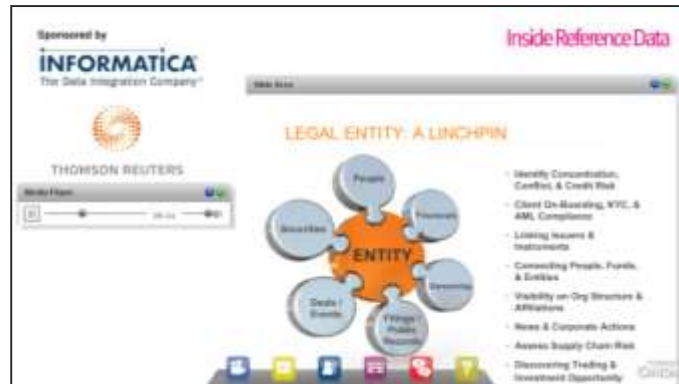 Sponsored by
INFORMATICA
The Data Integration Company™
Inside Reference Data
Slide Area
THOMSON REUTERS
Media Player
LEGAL ENTITY: A LINCHPIN
People
Financials
Securities
ENTITY
Deals /
Events
Filings /
Public
Records
- Identify Concentration,
Conflict, & Credit Risk
- Client On-Boarding, KYC, &
AML Compliance
- Linking Issuers &
Instruments
- Connecting People, Funds,
& Entities
- Visibility on Org Structure &
Affiliations
- News & Corporate Actions
- Assess Supply Chain Risk
- Discovering Trading &
Investment Opportunity